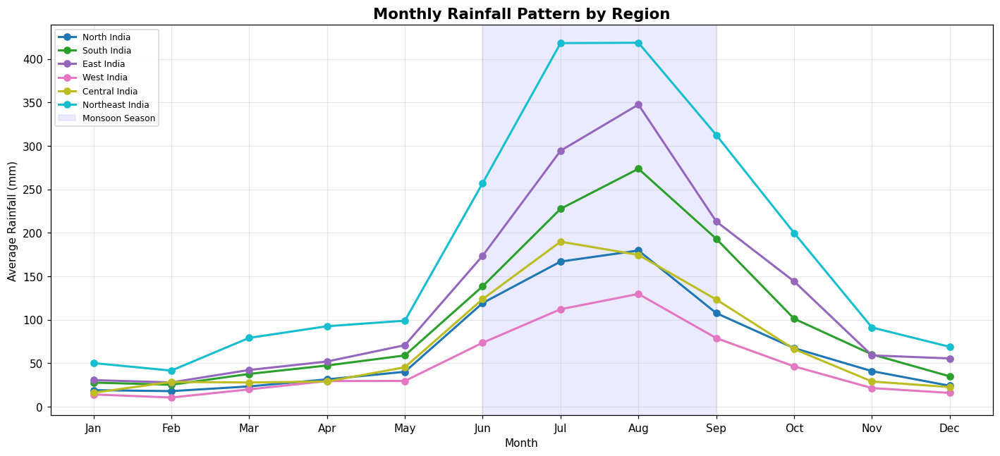 Monthly Rainfall Pattern by Region
North India
South India
East India
West India
Central India
Northeast India
Monsoon Season
Average Rainfall (mm)
400
350
300
250
200
150
100
50
0
Jan Feb Mar Apr May Jun Jul Aug Sep Oct Nov Dec
Month